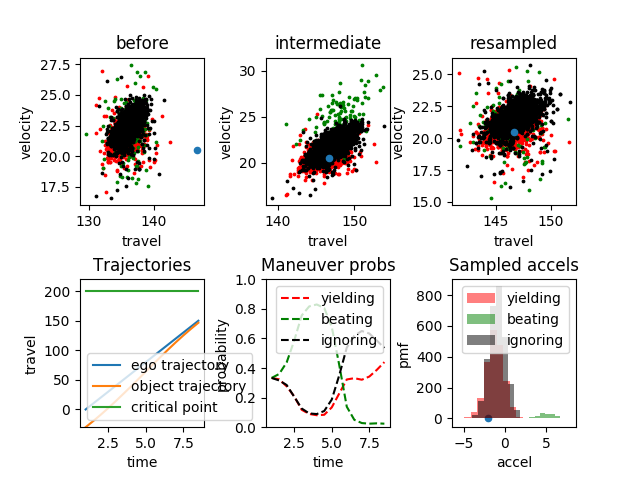 before
intermediate
resampled
27.5
25.0
22.5
20.0
17.5
velocity
130
140
travel
30
25
20
velocity
140
150
travel
25.0
22.5
20.0
17.5
15.0
velocity
145
150
travel
Trajectories
Maneuver probs
Sampled accels
200
150
100
50
0
travel
ego trajectory
object trajectory
critical point
2.5
5.0
7.5
time
1.0
0.8
0.6
0.4
0.2
0.0
probability
yielding
beating
ignoring
2.5
5.0
7.5
time
800
600
400
200
0
pmf
yielding
beating
ignoring
−5
0
5
accel